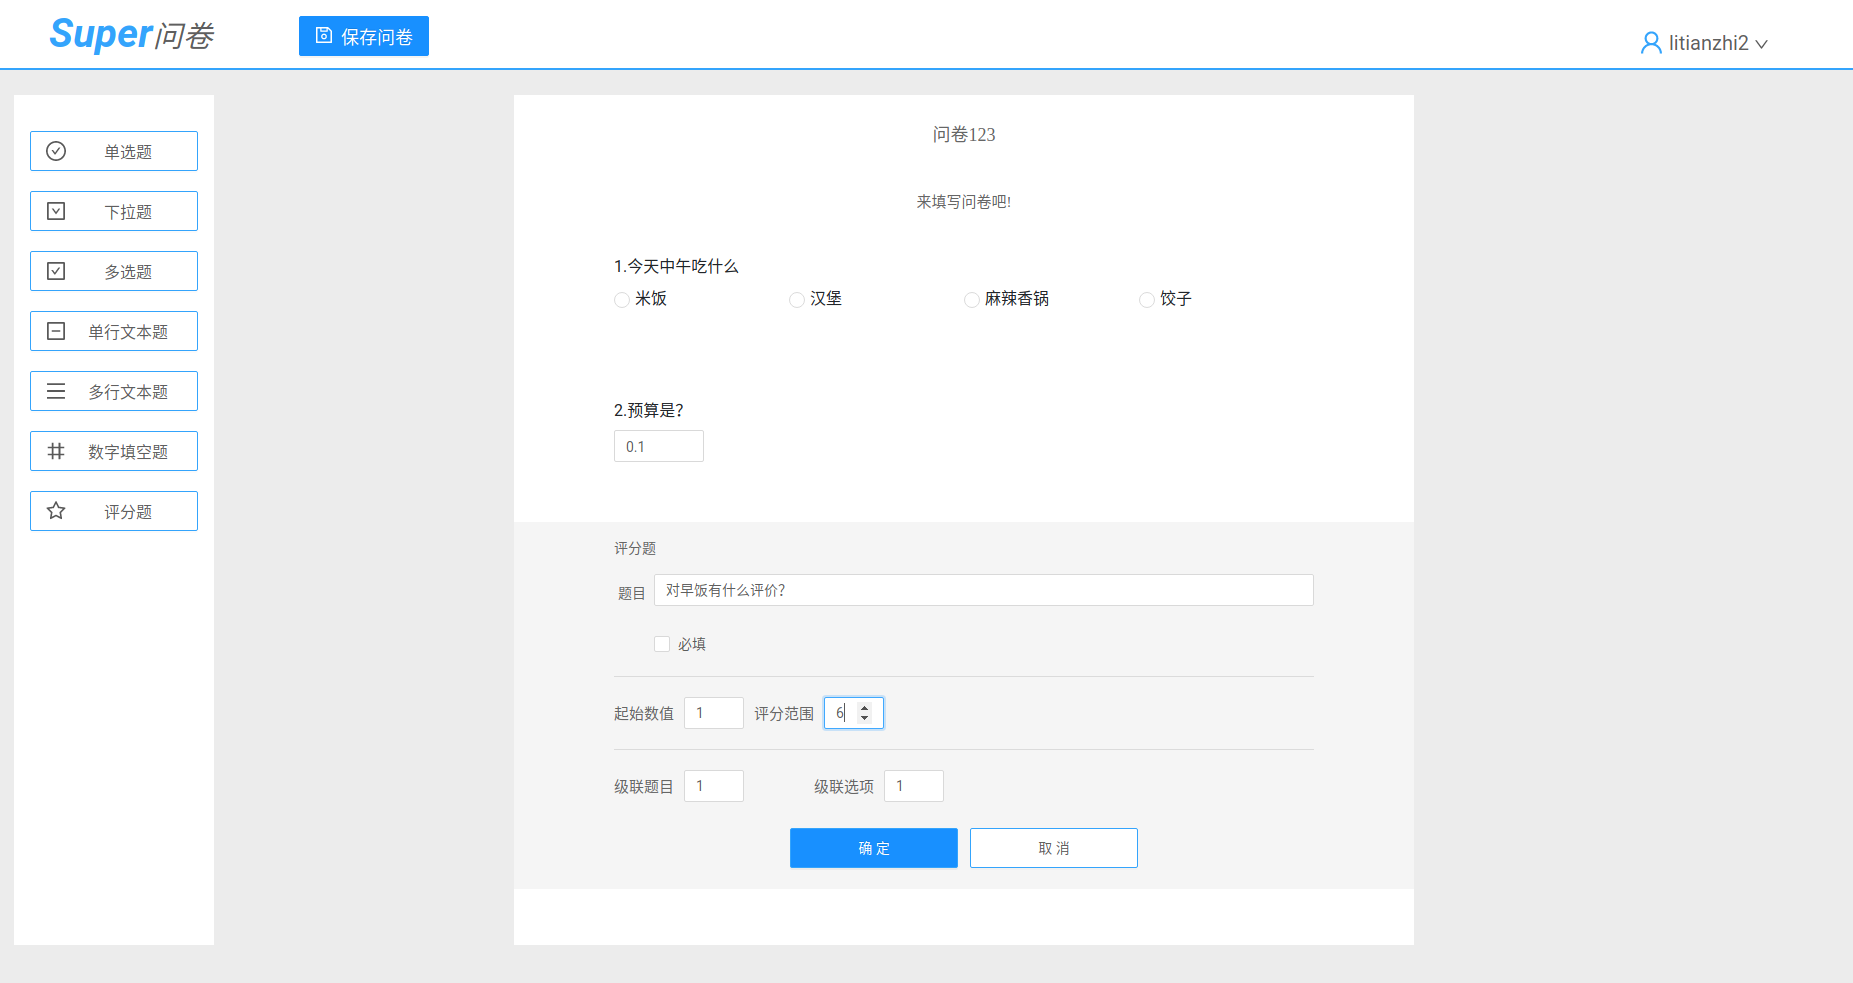 Super问卷
保存问卷
litianzhi2
单选题
下拉题
多选题
单行文本题
多行文本题
数字填空题
评分题
问卷123
来填写问卷吧!
1.今天中午吃什么
米饭 汉堡 麻辣香锅 饺子
2.预算是?
0.1
评分题
题目 对早饭有什么评价?
必填
起始数值 1 评分范围 6
级联题目 1 级联选项 1
确 定 取 消